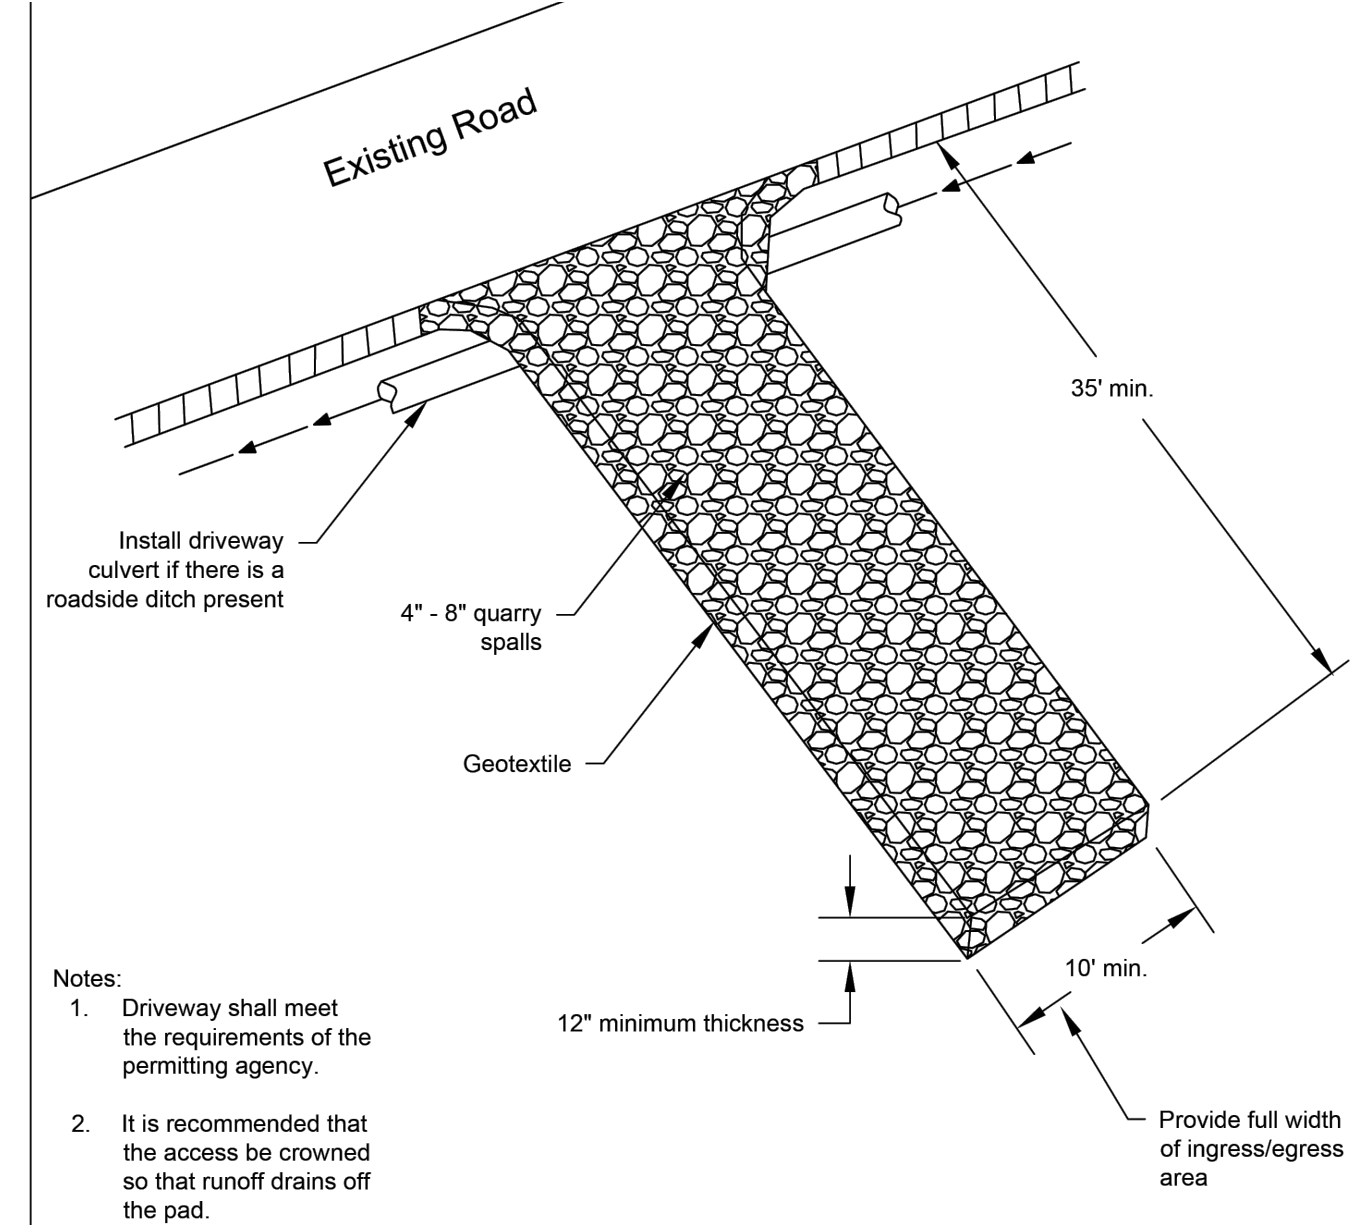 Existing Road
35' min.
Install driveway
culvert if there is a
roadside ditch present
4" - 8" quarry
spalls
Geotextile
10' min.
12" minimum thickness
Provide full width
of ingress/egress
area
Notes:
1. Driveway shall meet
the requirements of the
permitting agency.
2. It is recommended that
the access be crowned
so that runoff drains off
the pad.